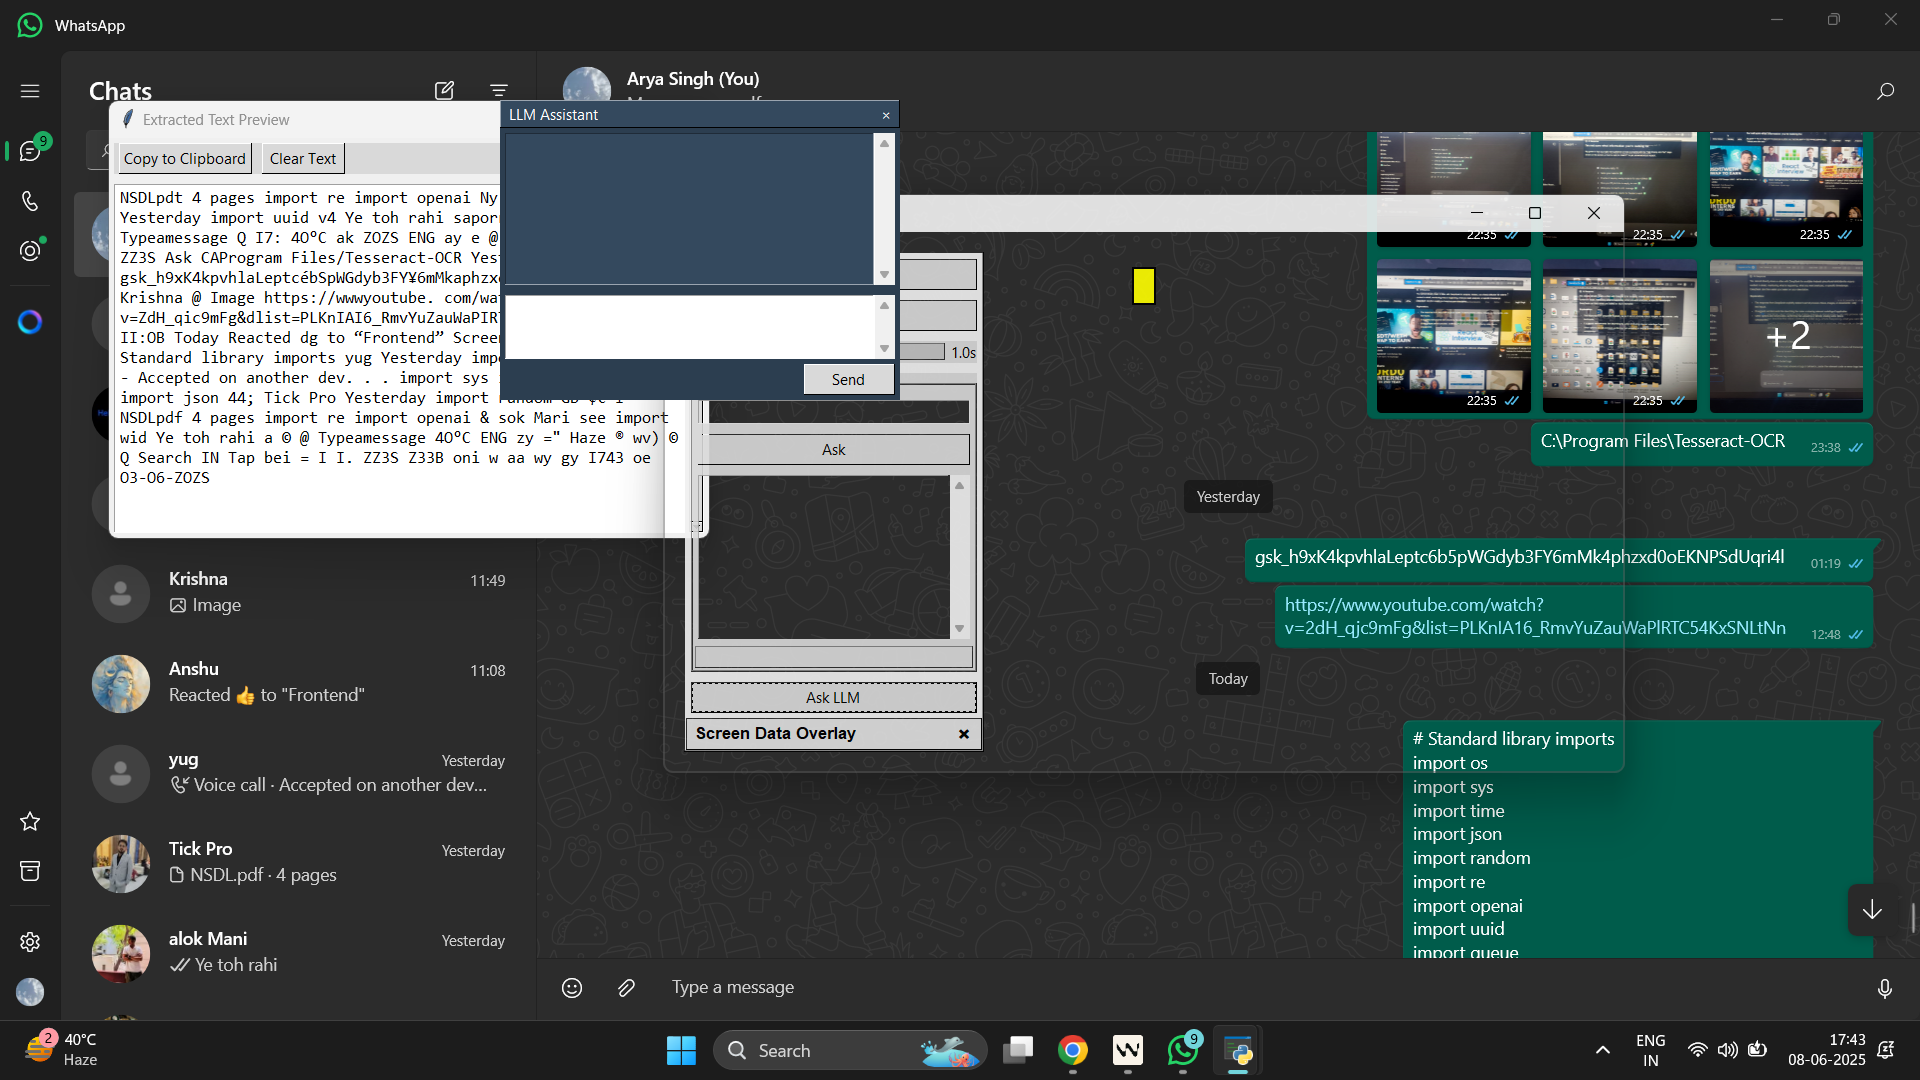 WhatsApp
Chats
Arya Singh (You)
9
Extracted Text Preview
Copy to Clipboard
Clear Text
NSDLpdt 4 pages import re import openai Ny
Yesterday import uuid v4 Ye toh rahi sapor
Typeamessage Q I7: 4O°C ak ZOZS ENG ay e @
ZZ3S Ask CAProgram Files/Tesseract-OCR Yes
gsk_h9xK4kpvhlaLeptcébSpWGdyb3FY¥6mMkaphzx
Krishna @ Image https://wwwyoutube. com/wa
v=ZdH_qic9mFg&dlist=PLKnIAI6_RmvYuZauWaPIR
II:OB Today Reacted dg to “Frontend” Scree
Standard library imports yug Yesterday imp
- Accepted on another dev. . . import sys
import json 44; Tick Pro Yesterday import
NSDLpdf 4 pages import re import openai & sok Mari see import
wid Ye toh rahi a © @ Typeamessage 4O°C ENG zy =" Haze ® wv) 0
Q Search IN Tap bei = I I. ZZ3S Z33B oni w aa wy gy I743 oe
O3-O6-ZOZS
LLM Assistant
×
Send
1.0s
Ask
Ask LLM
Screen Data Overlay
Krishna
11:49
Image
Anshu
11:08
Reacted 👍 to "Frontend"
yug
Yesterday
Voice call · Accepted on another dev...
Tick Pro
Yesterday
NSDL.pdf · 4 pages
alok Mani
Yesterday
Ye toh rahi
22:35
22:35
22:35
22:35
22:35
+2
C:\Program Files\Tesseract-OCR
23:38
Yesterday
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
01:19
https://www.youtube.com/watch?
v=2dH_qjc9mFg&list=PLKnIA16_RmvYuZauWaPlRTC54KxSNLtNn
12:48
Today
# Standard library imports
import os
import sys
import time
import json
import random
import re
import openai
import uuid
import queue
Type a message
2
40°C
Haze
Search
9
ENG
IN
17:43
08-06-2025